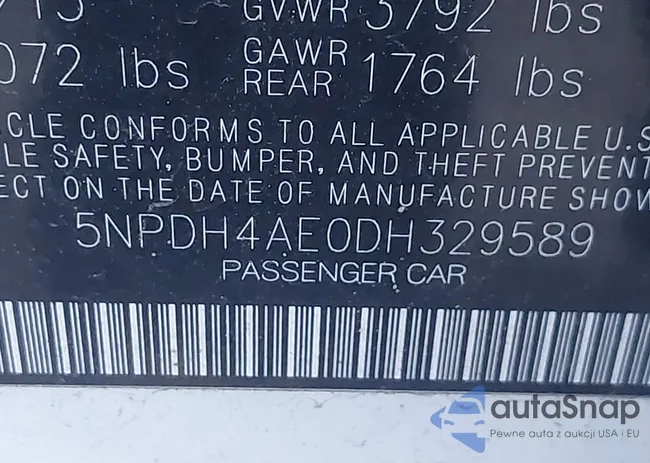 GVWR 3792 lbs
072 lbs GAWR REAR 1764 lbs
CLE CONFORMS TO ALL APPLICABLE U.S
LE SAFETY, BUMPER, AND THEFT PREVENT
ECT ON THE DATE OF MANUFACTURE SHOW
5NPDH4AE0DH329589
PASSENGER CAR
autaSnap
Pewne auta z aukcji USA i EU